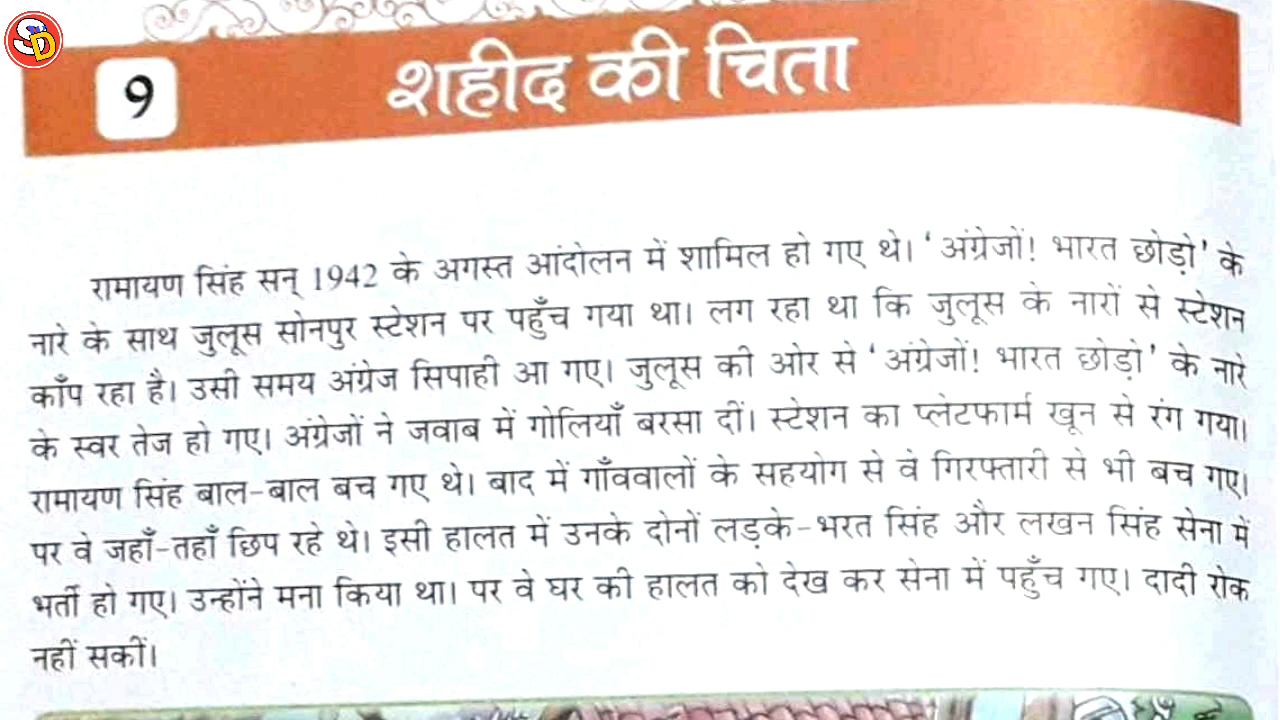 SD
9
शहीद की चिता
रामायण सिंह सन् 1942 के अगस्त आंदोलन में शामिल हो गए थे। ‘अंग्रेजों! भारत छोड़ो’ के
नारे के साथ जुलूस सोनपुर स्टेशन पर पहुँच गया था। लग रहा था कि जुलूस के नारों से स्टेशन
काँप रहा है। उसी समय अंग्रेज सिपाही आ गए। जुलूस की ओर से ‘अंग्रेजों! भारत छोड़ो’ के नारे
के स्वर तेज हो गए। अंग्रेजों ने जवाब में गोलियाँ बरसा दीं। स्टेशन का प्लेटफार्म खून से रंग गया।
रामायण सिंह बाल-बाल बच गए थे। बाद में गाँववालों के सहयोग से वे गिरफ्तारी से भी बच गए।
पर वे जहाँ-तहाँ छिप रहे थे। इसी हालत में उनके दोनों लड़के-भरत सिंह और लखन सिंह सेना में
भर्ती हो गए। उन्होंने मना किया था। पर वे घर की हालत को देख कर सेना में पहुँच गए। दादी रोक
नहीं सकीं।